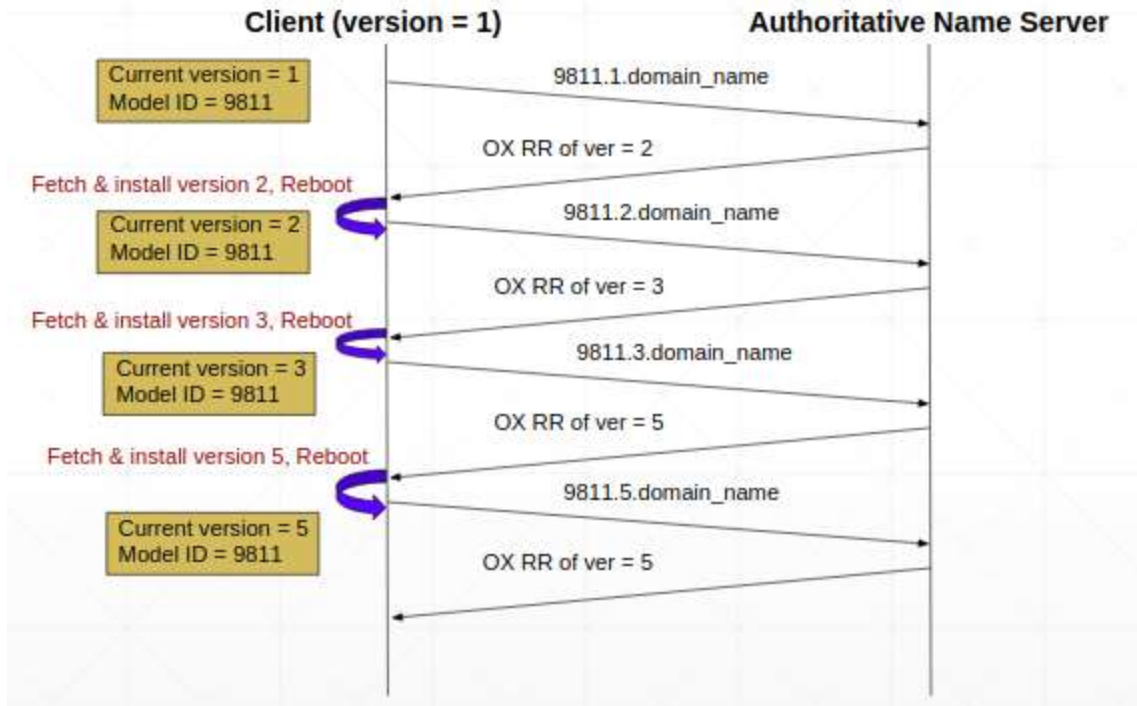 Client (version = 1)
Authoritative Name Server
Current version = 1
Model ID = 9811
9811.1.domain_name
OX RR of ver = 2
Fetch & install version 2, Reboot
9811.2.domain_name
Current version = 2
Model ID = 9811
OX RR of ver = 3
Fetch & install version 3, Reboot
9811.3.domain_name
Current version = 3
Model ID = 9811
OX RR of ver = 5
Fetch & install version 5, Reboot
9811.5.domain_name
Current version = 5
Model ID = 9811
OX RR of ver = 5